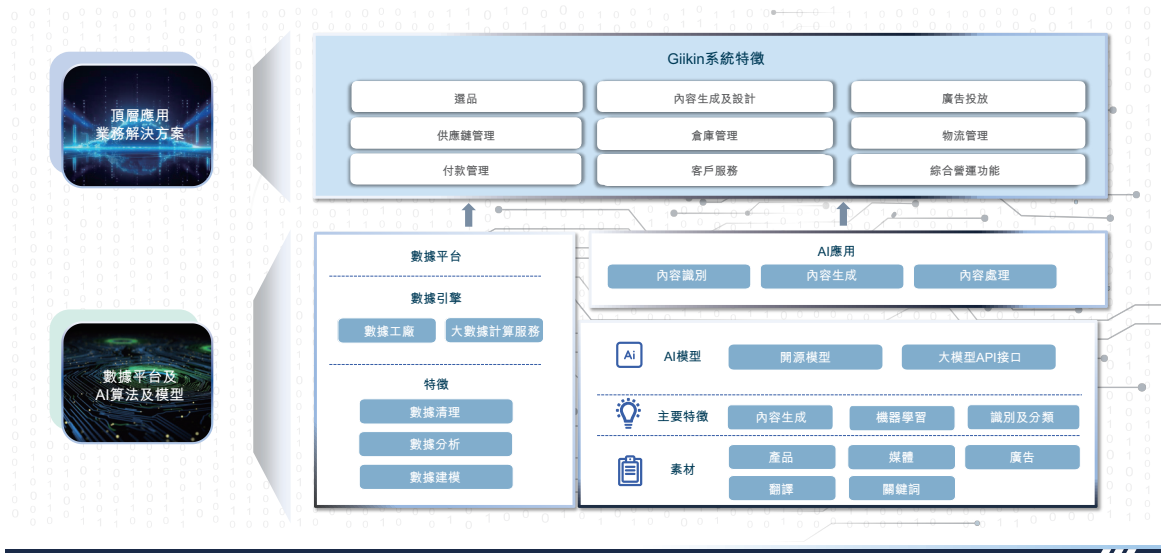 Giikin系統特徵
頂層應用
業務解決方案
選品
內容生成及設計
廣告投放
供應鏈管理
倉庫管理
物流管理
付款管理
客戶服務
綜合營運功能
數據平台及
AI算法及模型
數據平台
數據引擎
數據工廠
大數據計算服務
特徵
數據清理
數據分析
數據建模
AI應用
內容識別
內容生成
內容處理
Ai
AI模型
開源模型
大模型API接口
主要特徵
內容生成
機器學習
識別及分類
素材
產品
媒體
廣告
翻譯
關鍵詞